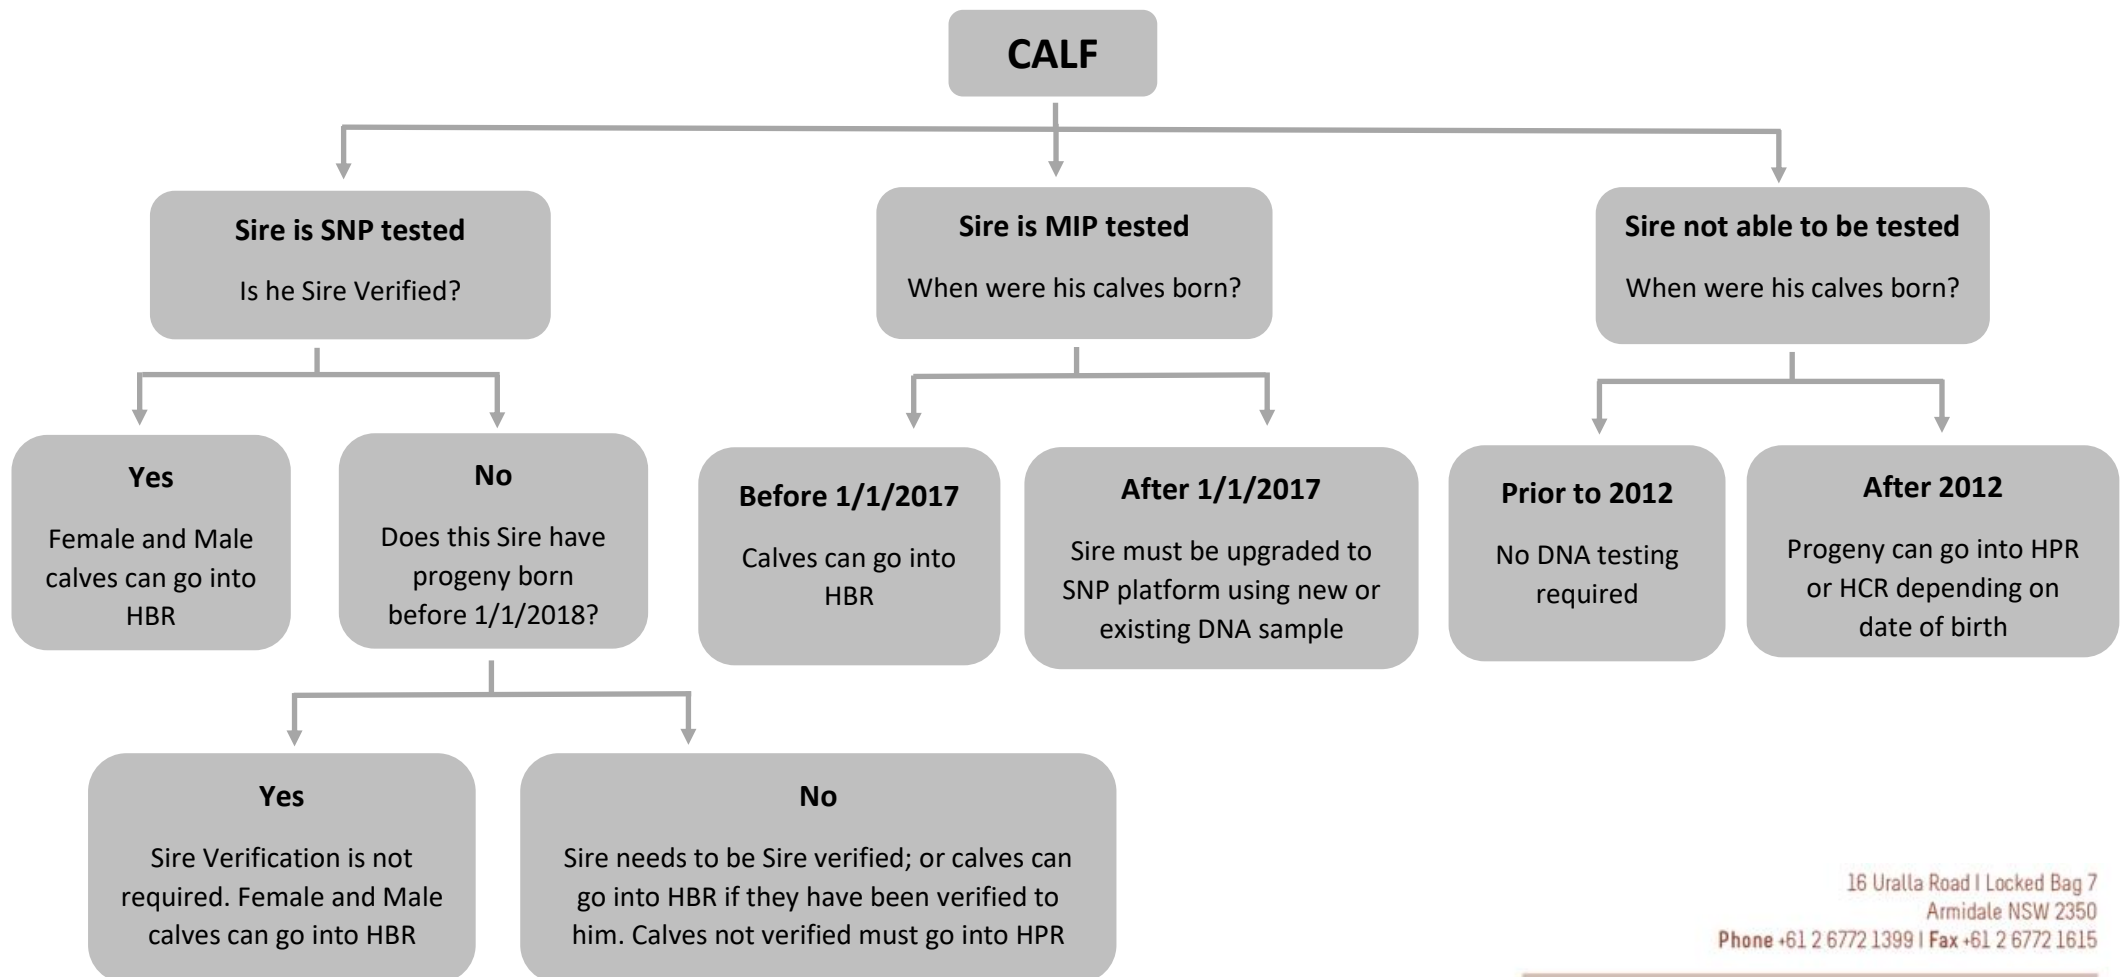 CALF
Sire is SNP tested
Is he Sire Verified?
Sire is MIP tested
When were his calves born?
Sire not able to be tested
When were his calves born?
Yes
Female and Male
calves can go into
HBR
No
Does this Sire have
progeny born
before 1/1/2018?
Before 1/1/2017
Calves can go into
HBR
After 1/1/2017
Sire must be upgraded to
SNP platform using new or
existing DNA sample
Prior to 2012
No DNA testing
required
After 2012
Progeny can go into HPR
or HCR depending on
date of birth
Yes
Sire Verification is not
required. Female and Male
calves can go into HBR
No
Sire needs to be Sire verified; or calves can
go into HBR if they have been verified to
him. Calves not verified must go into HPR
16 Uralla Road I Locked Bag 7
Armidale NSW 2350
Phone +61 2 6772 1399 I Fax +61 2 6772 1615